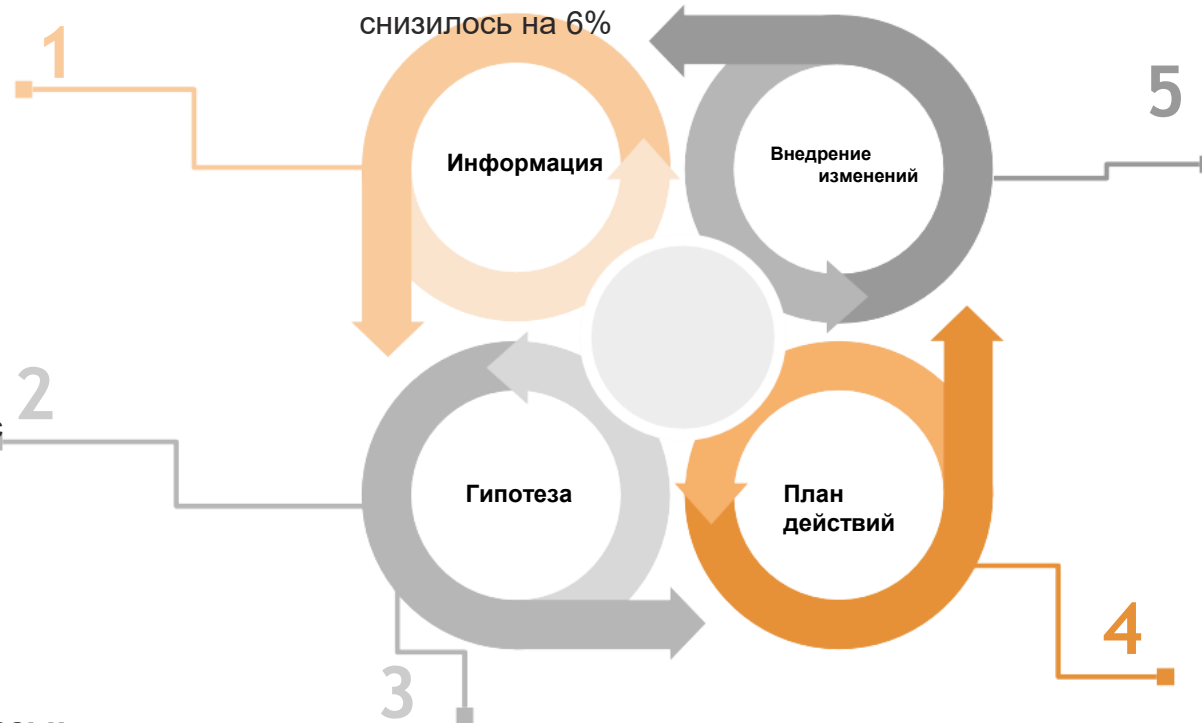 снизилось на 6%
1
5
Информация
Внедрение
изменений
2
Гипотеза
План
действий
4
3